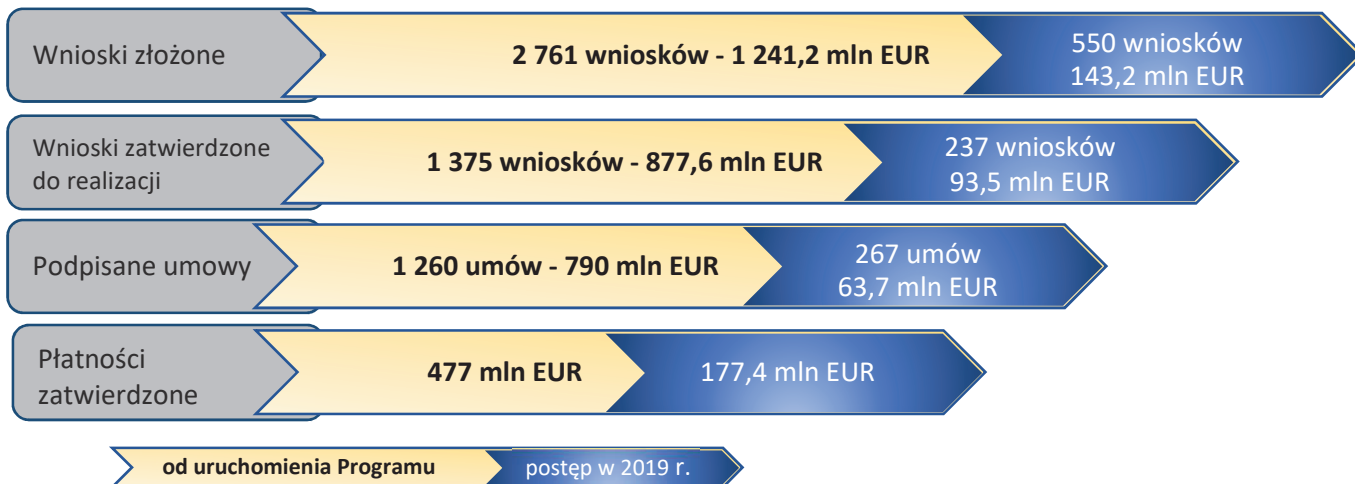 Wnioski złożone
2 761 wniosków - 1 241,2 mln EUR
550 wniosków
143,2 mln EUR
Wnioski zatwierdzone
do realizacji
1 375 wniosków - 877,6 mln EUR
237 wniosków
93,5 mln EUR
Podpisane umowy
1 260 umów - 790 mln EUR
267 umów
63,7 mln EUR
Płatności
zatwierdzone
477 mln EUR
177,4 mln EUR
od uruchomienia Programu
postęp w 2019 r.